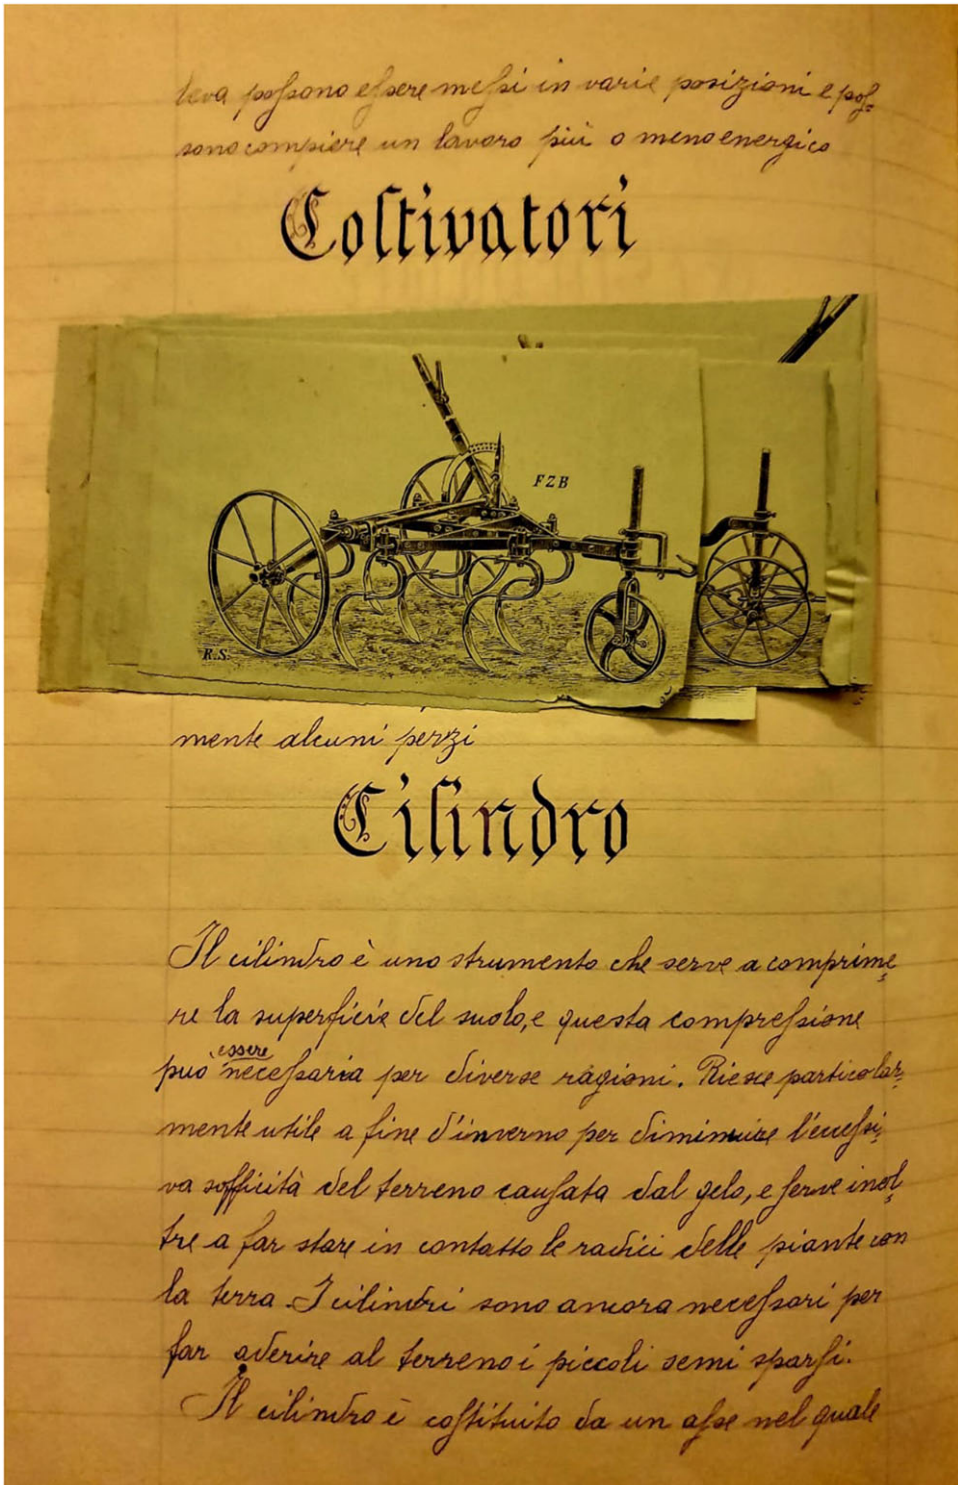 leva possono essere messi in varie posizioni e pos=
sono compiere un lavoro più o meno energico
Coltivatori
FZB
R.S.
mente alcuni pezzi
Cilindro
Il cilindro è uno strumento che serve a comprime=
re la superficie del suolo, e questa compressione
può essere necessaria per diverse ragioni. Riesce particolar=
mente utile a fine d'inverno per diminuire l'eccessi=
va sofficità del terreno causata dal gelo, e serve inol=
tre a far stare in contatto le radici delle piante con
la terra. I cilindri sono ancora necessari per
far aderire al terreno i piccoli semi sparsi.
Il cilindro è costituito da un asse nel quale